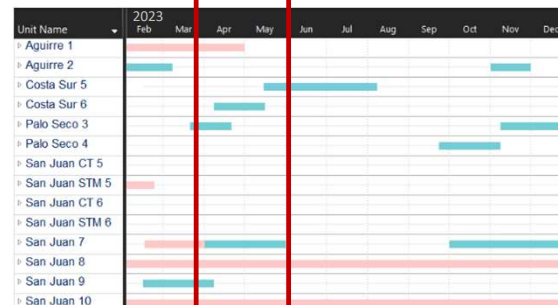 2023
Unit Name Feb Mar Apr May Jun Jul Aug Sep Oct Nov Dec
Aguirre 1
Aguirre 2
Costa Sur 5
Costa Sur 6
Palo Seco 3
Palo Seco 4
San Juan CT 5
San Juan STM 5
San Juan CT 6
San Juan STM 6
San Juan 7
San Juan 8
San Juan 9
San Juan 10